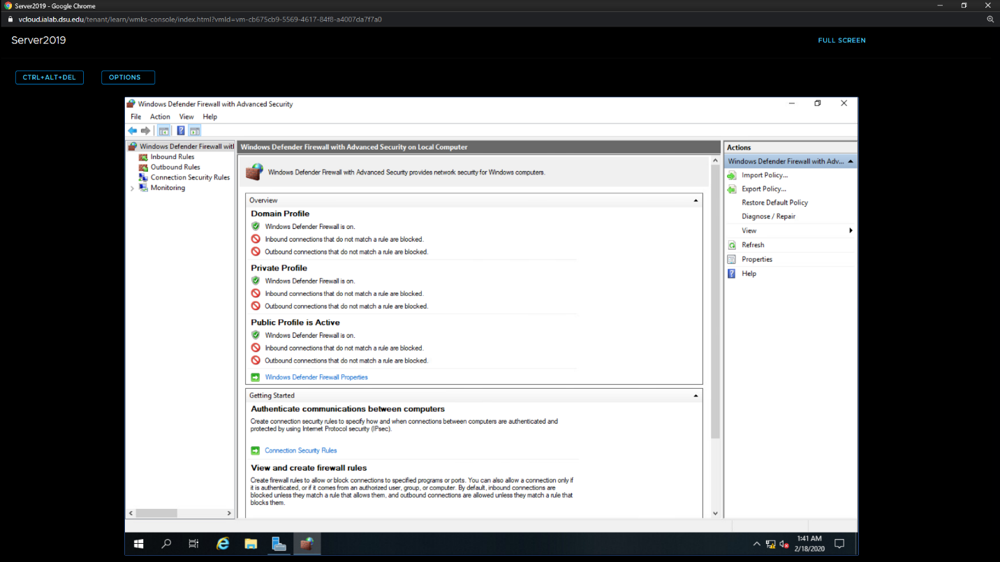 Server2019 - Google Chrome
vcloud.ialab.dsu.edu/tenant/learn/wmks-console/index.html?vmId=vm-cb675cb9-5569-4617-84f8-a4007da7f7a0
Server2019
FULL SCREEN
CTRL+ALT+DEL
OPTIONS
Windows Defender Firewall with Advanced Security
File Action View Help
Windows Defender Firewall witl
Inbound Rules
Outbound Rules
Connection Security Rules
Monitoring
Windows Defender Firewall with Advanced Security on Local Computer
Windows Defender Firewall with Advanced Security provides network security for Windows computers.
Overview
Domain Profile
Windows Defender Firewall is on.
Inbound connections that do not match a rule are blocked.
Outbound connections that do not match a rule are blocked.
Private Profile
Windows Defender Firewall is on.
Inbound connections that do not match a rule are blocked.
Outbound connections that do not match a rule are blocked.
Public Profile is Active
Windows Defender Firewall is on.
Inbound connections that do not match a rule are blocked.
Outbound connections that do not match a rule are blocked.
Windows Defender Firewall Properties
Getting Started
Authenticate communications between computers
Create connection security rules to specify how and when connections between computers are authenticated and
protected by using Internet Protocol security (IPsec).
Connection Security Rules
View and create firewall rules
Create firewall rules to allow or block connections to specified programs or ports. You can also allow a connection only if
it is authenticated, or if it comes from an authorized user, group, or computer. By default, inbound connections are
blocked unless they match a rule that allows them, and outbound connections are allowed unless they match a rule that
blocks them.
Actions
Windows Defender Firewall with Adv...
Import Policy...
Export Policy...
Restore Default Policy
Diagnose / Repair
View
Refresh
Properties
Help
1:41 AM
2/18/2020